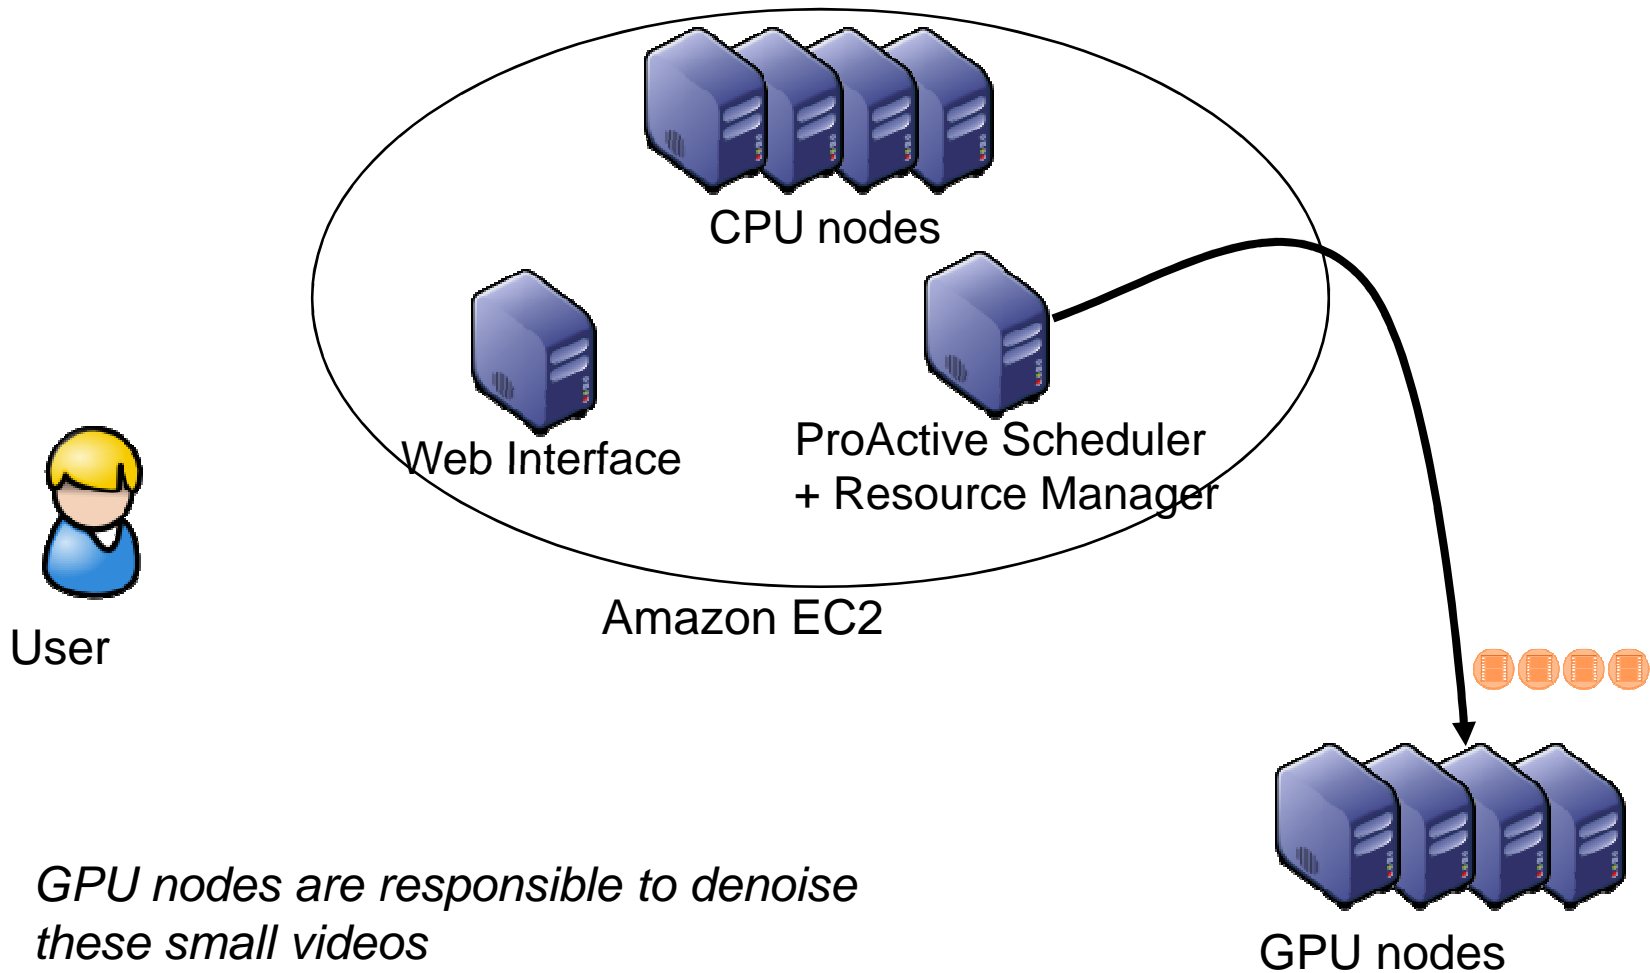 CPU nodes
Web Interface
ProActive Scheduler
+ Resource Manager
Amazon EC2
User
GPU nodes are responsible to denoise
these small videos
GPU nodes